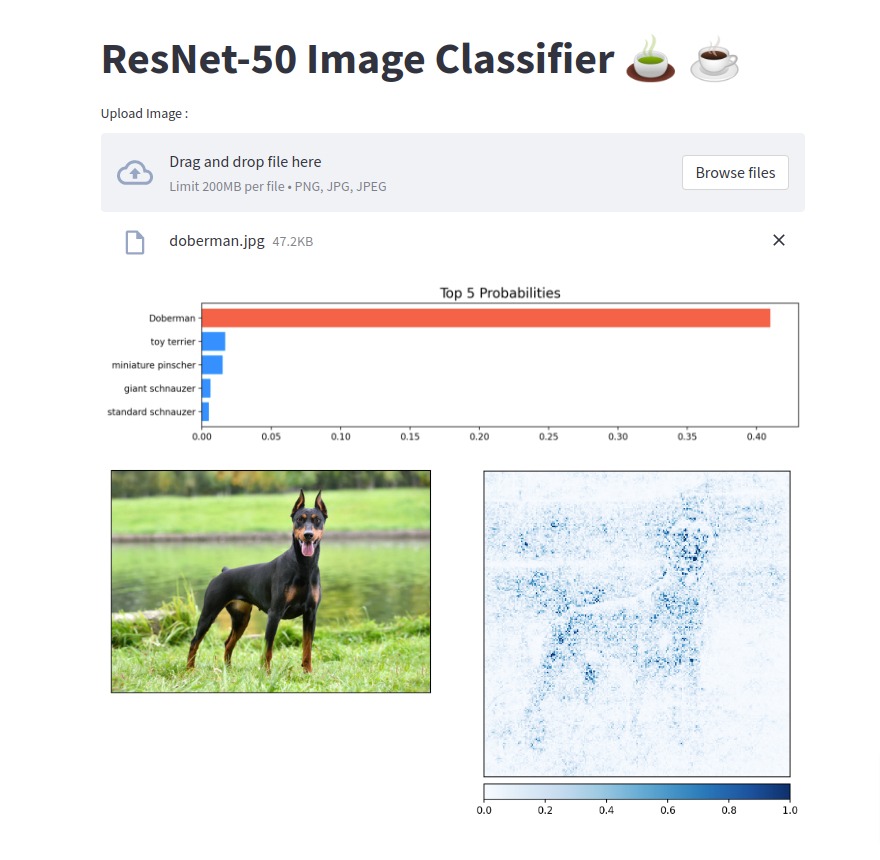 ResNet-50 Image Classifier 🍵 ☕
Upload Image :
Drag and drop file here
Limit 200MB per file • PNG, JPG, JPEG
Browse files
doberman.jpg 47.2KB
Top 5 Probabilities
Doberman
toy terrier
miniature pinscher
giant schnauzer
standard schnauzer
0.00 0.05 0.10 0.15 0.20 0.25 0.30 0.35 0.40
0.0 0.2 0.4 0.6 0.8 1.0